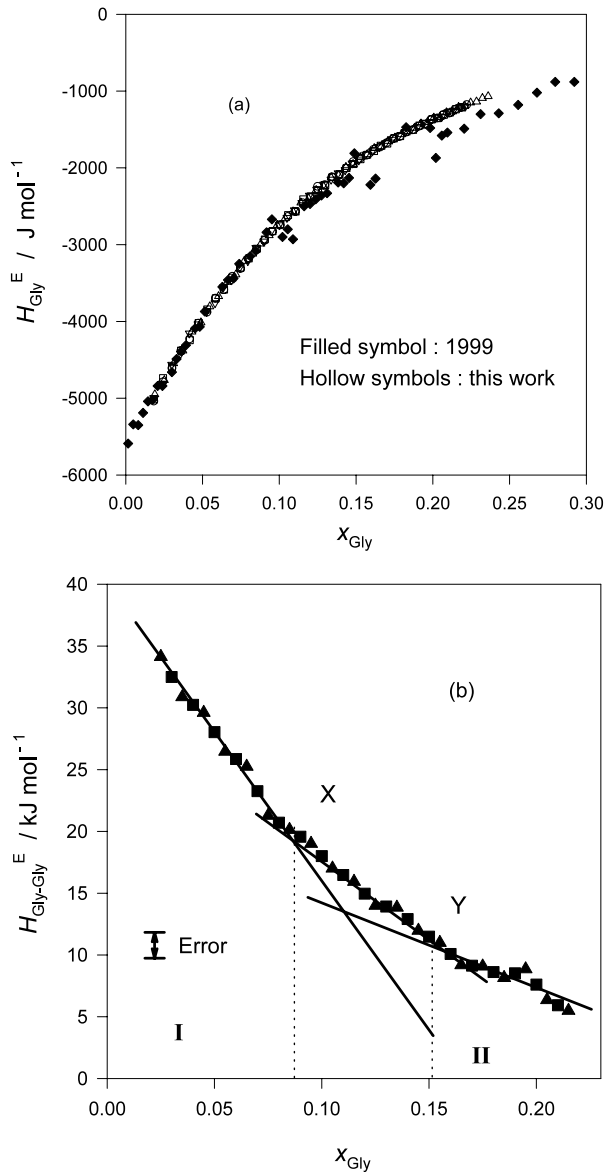 0
-1000
-2000
-3000
-4000
-5000
-6000
H_Gly^E / J mol⁻¹
(a)
Filled symbol : 1999
Hollow symbols : this work
0.00 0.05 0.10 0.15 0.20 0.25 0.30
x_Gly
40
35
30
25
20
15
10
5
0
H_Gly-Gly^E / kJ mol⁻¹
(b)
X
Y
Error
I
II
0.00 0.05 0.10 0.15 0.20
x_Gly